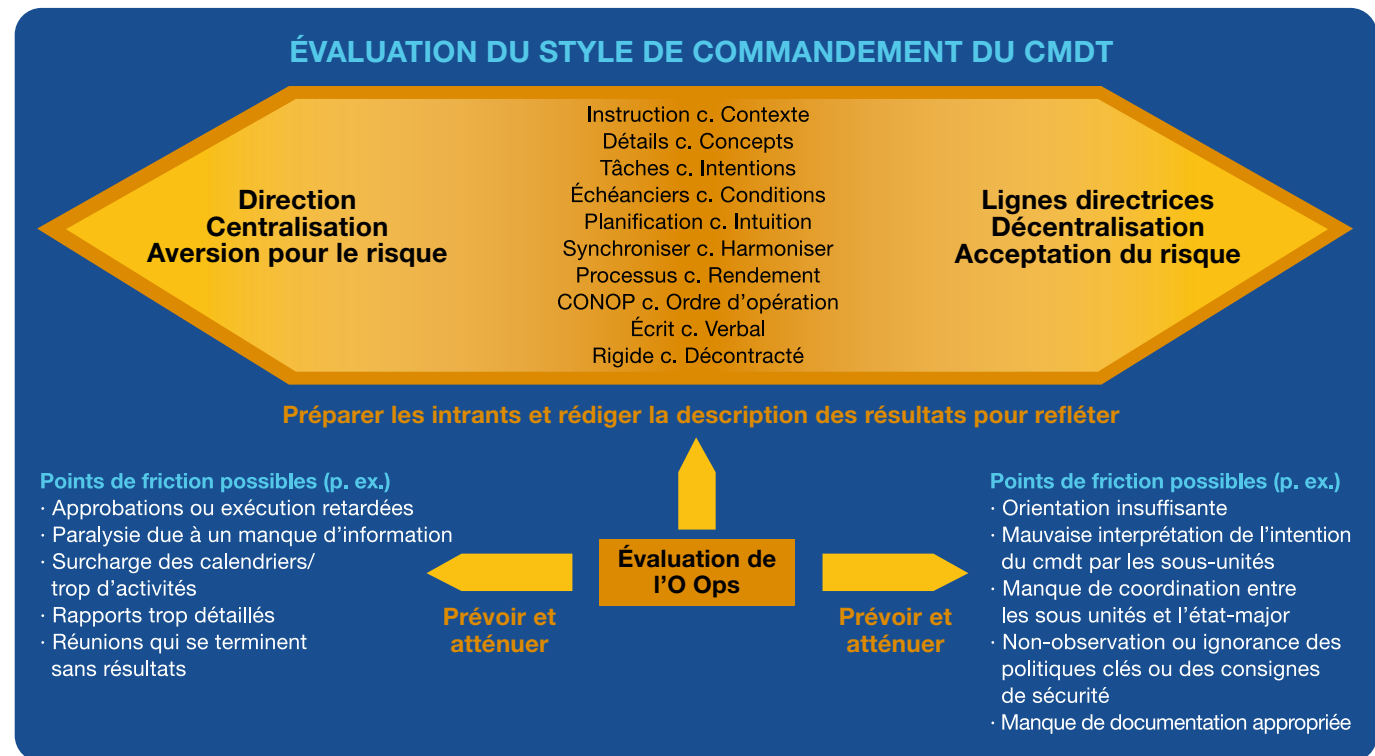 ÉVALUATION DU STYLE DE COMMANDEMENT DU CMDT
Direction
Centralisation
Aversion pour le risque
Instruction c. Contexte
Détails c. Concepts
Tâches c. Intentions
Échéanciers c. Conditions
Planification c. Intuition
Synchroniser c. Harmoniser
Processus c. Rendement
CONOP c. Ordre d'opération
Écrit c. Verbal
Rigide c. Décontracté
Lignes directrices
Décentralisation
Acceptation du risque
Préparer les intrants et rédiger la description des résultats pour refléter
Points de friction possibles (p. ex.)
· Approbations ou exécution retardées
· Paralysie due à un manque d'information
· Surcharge des calendriers/
trop d'activités
· Rapports trop détaillés
· Réunions qui se terminent
sans résultats
Prévoir et
atténuer
Évaluation de
l'O Ops
Prévoir et
atténuer
Points de friction possibles (p. ex.)
· Orientation insuffisante
· Mauvaise interprétation de l'intention
du cmdt par les sous-unités
· Manque de coordination entre
les sous unités et l'état-major
· Non-observation ou ignorance des
politiques clés ou des consignes
de sécurité
· Manque de documentation appropriée